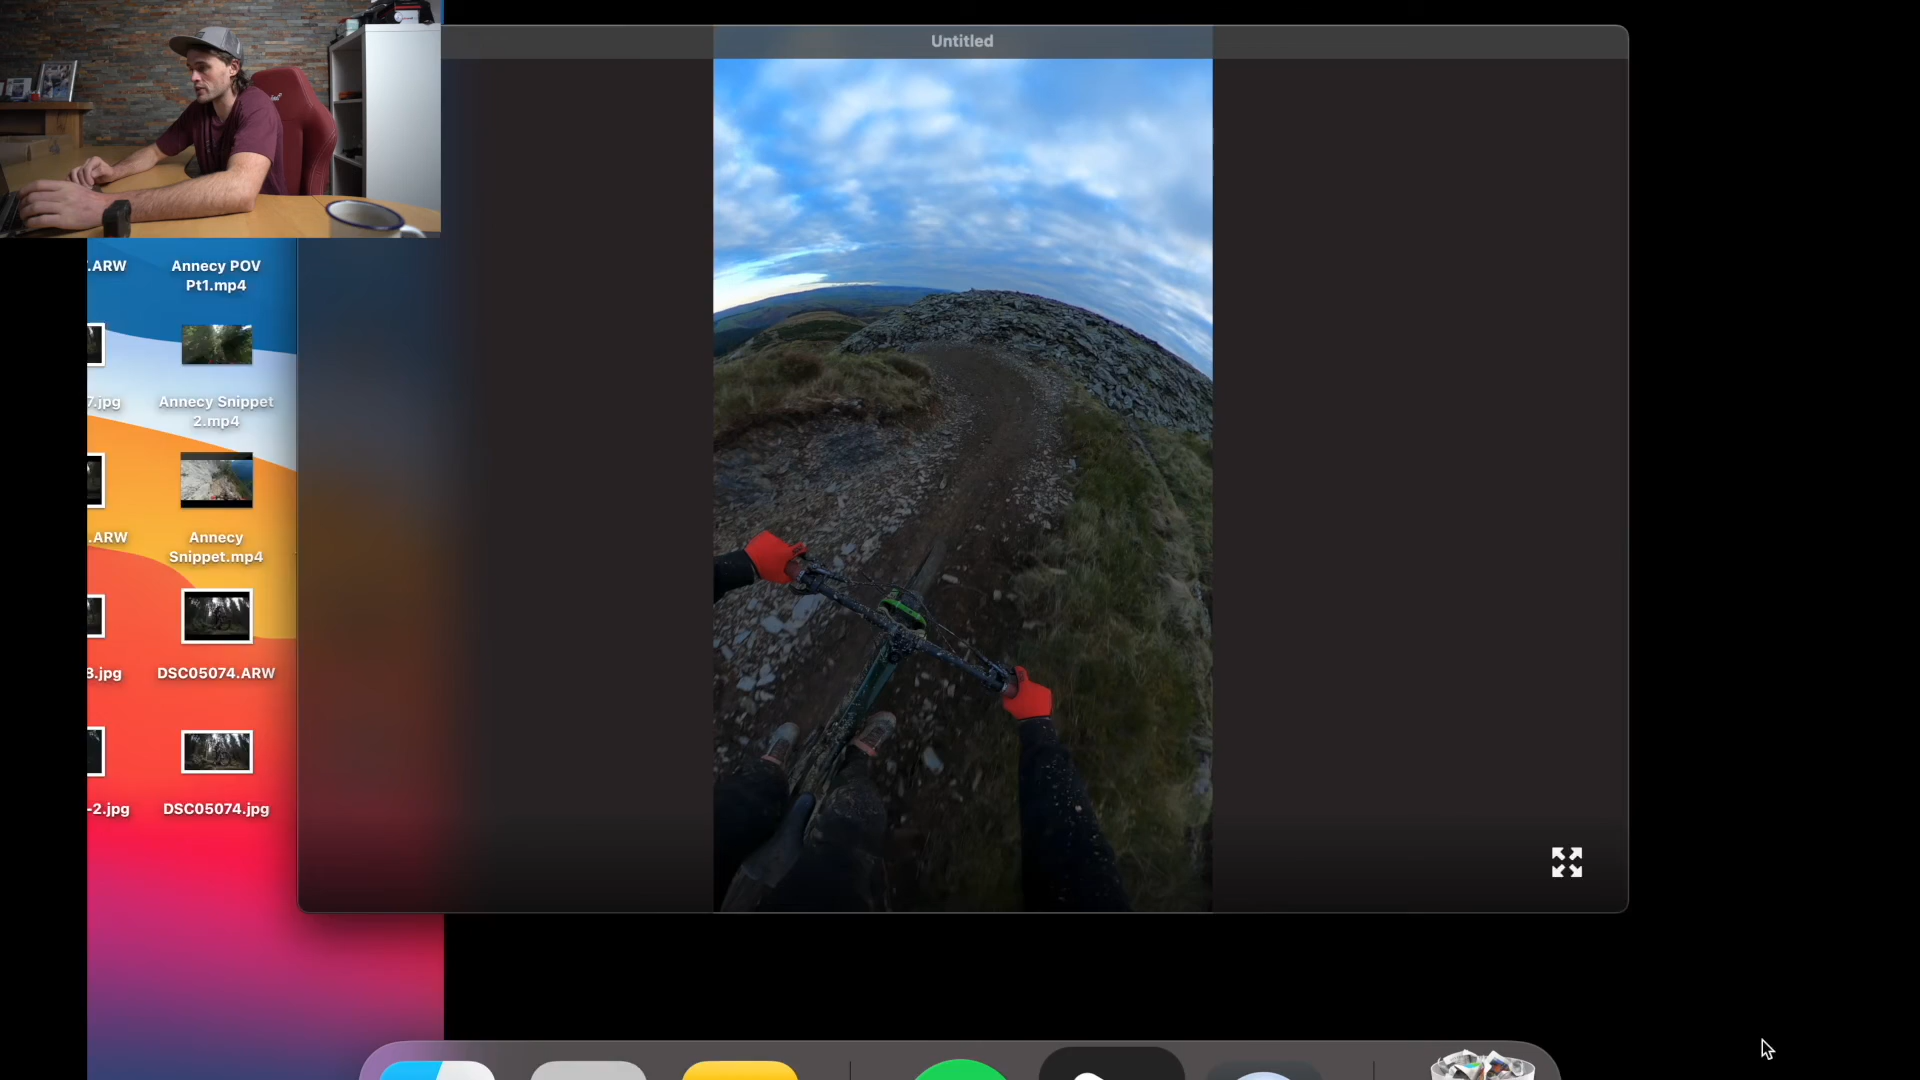 Untitled
.ARW
Annecy POV
Pt1.mp4
7.jpg
Annecy Snippet
2.mp4
.ARW
Annecy
Snippet.mp4
8.jpg
DSC05074.ARW
-2.jpg
DSC05074.jpg